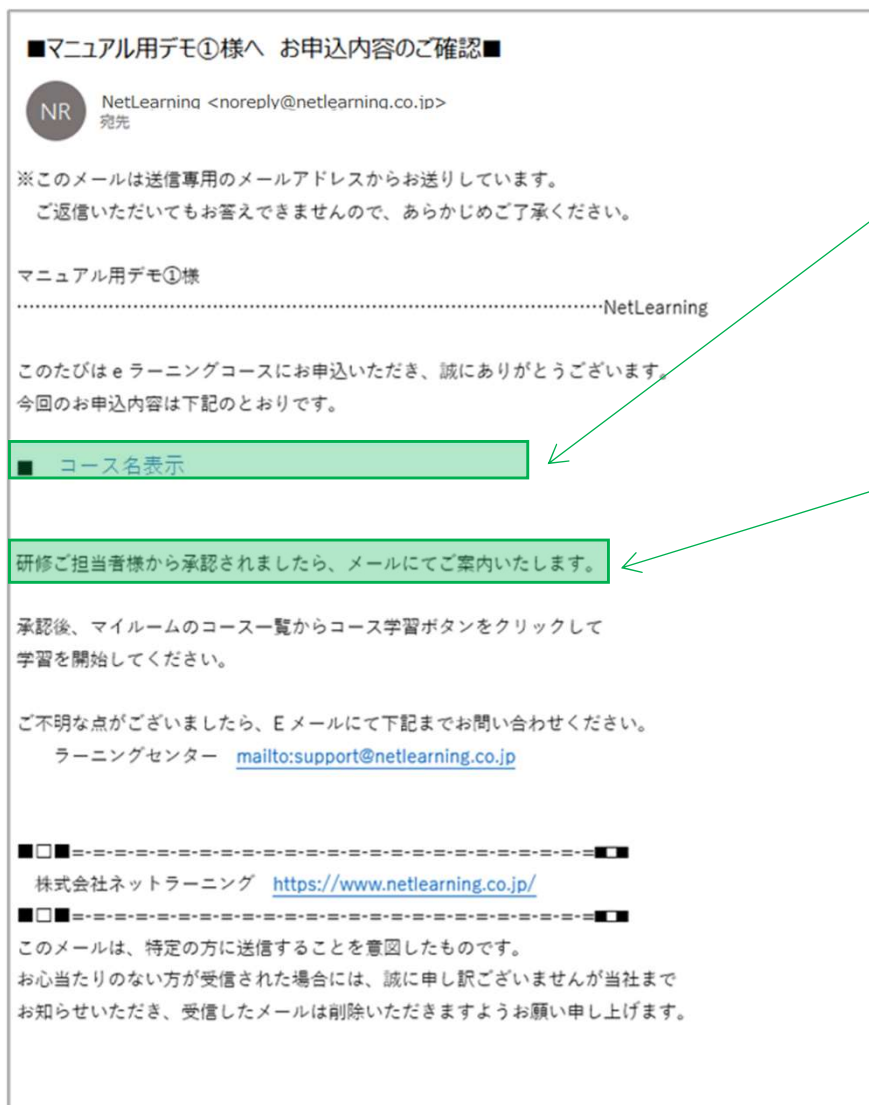 ■マニュアル用デモ①様へ お申込内容のご確認■
NR
NetLearning <noreply@netlearning.co.jp>
宛先
※このメールは送信専用のメールアドレスからお送りしています。
ご返信いただいてもお答えできませんので、あらかじめご了承ください。
マニュアル用デモ①様
………………………………………………………………………………………NetLearning
このたびはｅラーニングコースにお申込いただき、誠にありがとうございます。
今回のお申込内容は下記のとおりです。
■ コース名表示
研修ご担当者様から承認されましたら、メールにてご案内いたします。
承認後、マイルームのコース一覧からコース学習ボタンをクリックして
学習を開始してください。
ご不明な点がございましたら、Ｅメールにて下記までお問い合わせください。
ラーニングセンター mailto:support@netlearning.co.jp
■□■=-=-=-=-=-=-=-=-=-=-=-=-=-=-=-=-=-=-=-=-=-=-=-=-=■□■
株式会社ネットラーニング https://www.netlearning.co.jp/
■□■=-=-=-=-=-=-=-=-=-=-=-=-=-=-=-=-=-=-=-=-=-=-=-=-=■□■
このメールは、特定の方に送信することを意図したものです。
お心当たりのない方が受信された場合には、誠に申し訳ございませんが当社まで
お知らせいただき、受信したメールは削除いただきますようお願い申し上げます。